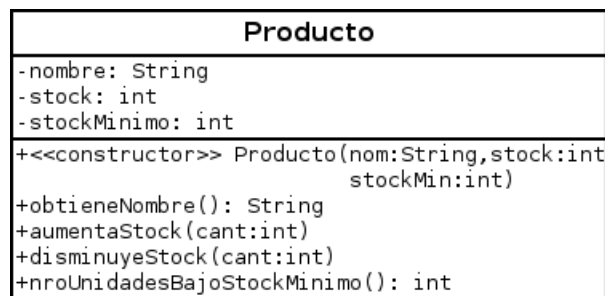 Producto
-nombre: String
-stock: int
-stockMinimo: int
+<<constructor>> Producto(nom:String,stock:int
stockMin:int)
+obtieneNombre(): String
+aumentaStock(cant:int)
+disminuyeStock(cant:int)
+nroUnidadesBajoStockMinimo(): int